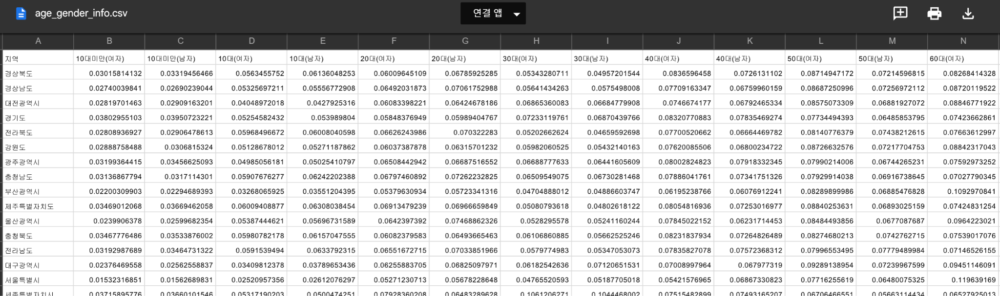 age_gender_info.csv 연결 앱
A B C D E F G H I J K L M N
지역 10대미만(여자) 10대미만(남자) 10대(여자) 10대(남자) 20대(여자) 20대(남자) 30대(여자) 30대(남자) 40대(여자) 40대(남자) 50대(여자) 50대(남자) 60대(여자)
경상북도 0.03015814132 0.03319456466 0.0563455752 0.06136048253 0.06009645109 0.06785925285 0.05343280711 0.04957201544 0.0836596458 0.0726131102 0.08714947172 0.07214596815 0.08268414328
경상남도 0.02740039841 0.02690239044 0.05325697211 0.05556772908 0.06492031873 0.07061752988 0.05641434263 0.0575498008 0.07709163347 0.06759960159 0.08687250996 0.07256972112 0.08720119522
대전광역시 0.02819701463 0.02909163201 0.04048972018 0.0427925316 0.06083398221 0.06424678186 0.06865360083 0.06684779908 0.0746674177 0.06792465334 0.08575073309 0.06881927072 0.08846771922
경기도 0.03802955103 0.03950723221 0.05254582432 0.053989804 0.05848376949 0.05989404767 0.07233119761 0.06870439766 0.08320770883 0.07835469274 0.07734494393 0.06485853795 0.07423662861
전라북도 0.02808936927 0.02906478613 0.05968496672 0.06008040598 0.06626243986 0.070322283 0.05202662624 0.04659592698 0.07700520662 0.06664469782 0.08140776379 0.07438212615 0.07663612997
강원도 0.02888758488 0.0306815324 0.05128678012 0.05271187862 0.06037387878 0.06315701232 0.05982060525 0.05432140163 0.07620085506 0.06800234722 0.08726632576 0.07217704753 0.08842317043
광주광역시 0.03199364415 0.03456625093 0.04985056181 0.05025410797 0.06508442942 0.06687516552 0.06688777633 0.06441605609 0.08002824823 0.07918332345 0.07990214006 0.06744265231 0.07592973252
충청남도 0.03136867794 0.0317114301 0.05907676277 0.06242202388 0.06797460892 0.07262232825 0.06509549075 0.06730281468 0.07886041761 0.07341751326 0.07929914038 0.06916738645 0.07027790345
부산광역시 0.02200309903 0.02294689393 0.03268065925 0.03551204395 0.05379630934 0.05723341316 0.04704888012 0.04886603747 0.06195238766 0.06076912241 0.08289899986 0.06885476828 0.1092970841
제주특별자치도 0.03469012068 0.03669462058 0.06009408877 0.06308038454 0.06913479239 0.06966659849 0.05080793618 0.04802618122 0.08054816936 0.07253016977 0.08840253631 0.06893025159 0.07424831254
울산광역시 0.0239906378 0.02599682354 0.05387444621 0.05696731589 0.0642397392 0.07468862326 0.0528295578 0.05241160244 0.07845022152 0.06231714453 0.08484493856 0.0677087687 0.0964223021
충청북도 0.03467776486 0.03533876002 0.05980782178 0.06157047555 0.06082379583 0.06493665463 0.06106860885 0.05662525246 0.08231837934 0.07264826489 0.08274680213 0.0742762715 0.07539017076
전라남도 0.03192987689 0.03464731322 0.0591539494 0.0633792315 0.06551672715 0.07033851966 0.0579774983 0.05347053073 0.07835827078 0.07572368312 0.07996553495 0.07779489984 0.07146526155
대구광역시 0.02376469558 0.02562558837 0.03409812378 0.03789653436 0.06255883705 0.06825097971 0.06182542636 0.07120651531 0.07008997964 0.067977319 0.09289138954 0.07239967599 0.09451146091
서울특별시 0.01532316851 0.01562689831 0.02520957356 0.02612076297 0.05271230713 0.05678228648 0.04765520593 0.05187705018 0.05421576965 0.06867330823 0.07716255619 0.06480075325 0.119639169
세종특별자치시 0.03715895776 0.03660101546 0.05317190203 0.0500474251 0.07928360208 0.06483289628 0.1061206271 0.1044468002 0.07515482899 0.07493165207 0.06706466551 0.05663114434 0.06527925013